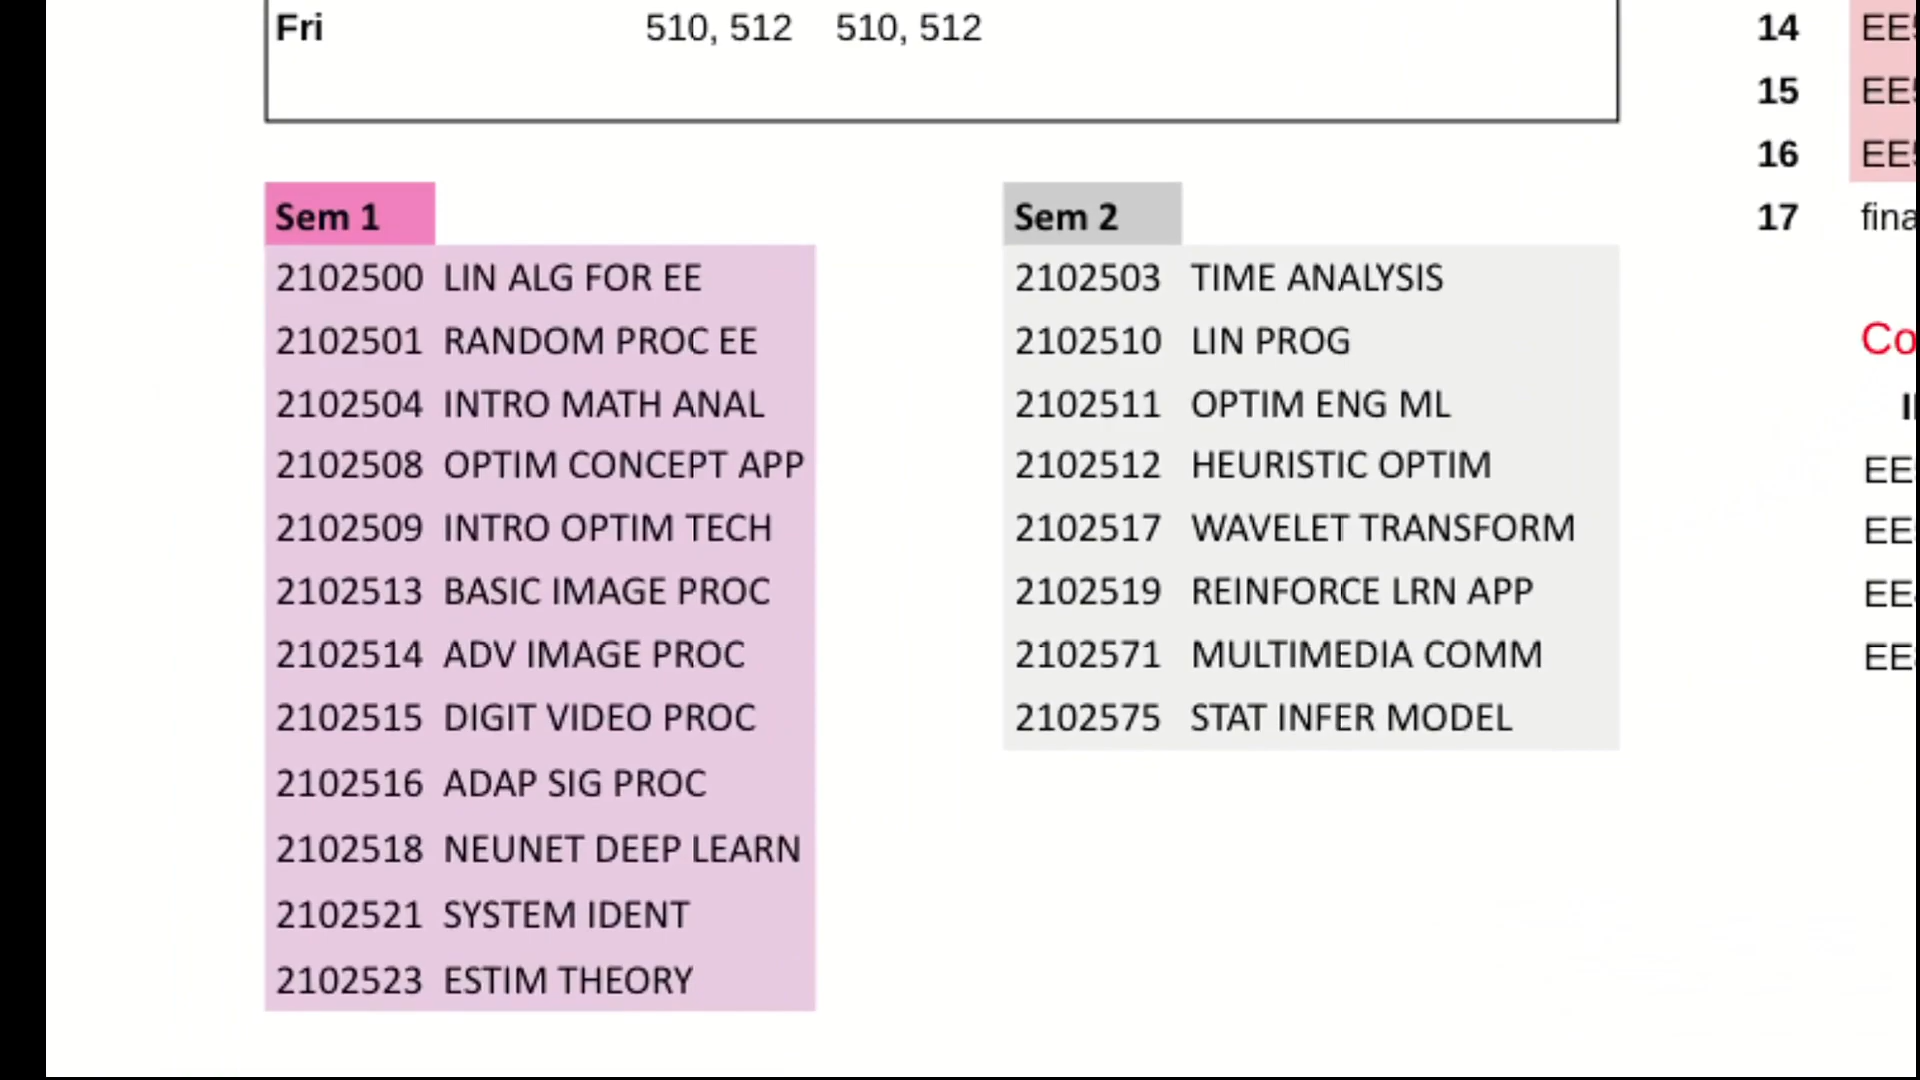 Fri 510, 512 510, 512
Sem 1
2102500 LIN ALG FOR EE
2102501 RANDOM PROC EE
2102504 INTRO MATH ANAL
2102508 OPTIM CONCEPT APP
2102509 INTRO OPTIM TECH
2102513 BASIC IMAGE PROC
2102514 ADV IMAGE PROC
2102515 DIGIT VIDEO PROC
2102516 ADAP SIG PROC
2102518 NEUNET DEEP LEARN
2102521 SYSTEM IDENT
2102523 ESTIM THEORY
Sem 2
2102503 TIME ANALYSIS
2102510 LIN PROG
2102511 OPTIM ENG ML
2102512 HEURISTIC OPTIM
2102517 WAVELET TRANSFORM
2102519 REINFORCE LRN APP
2102571 MULTIMEDIA COMM
2102575 STAT INFER MODEL
14
15
16
17